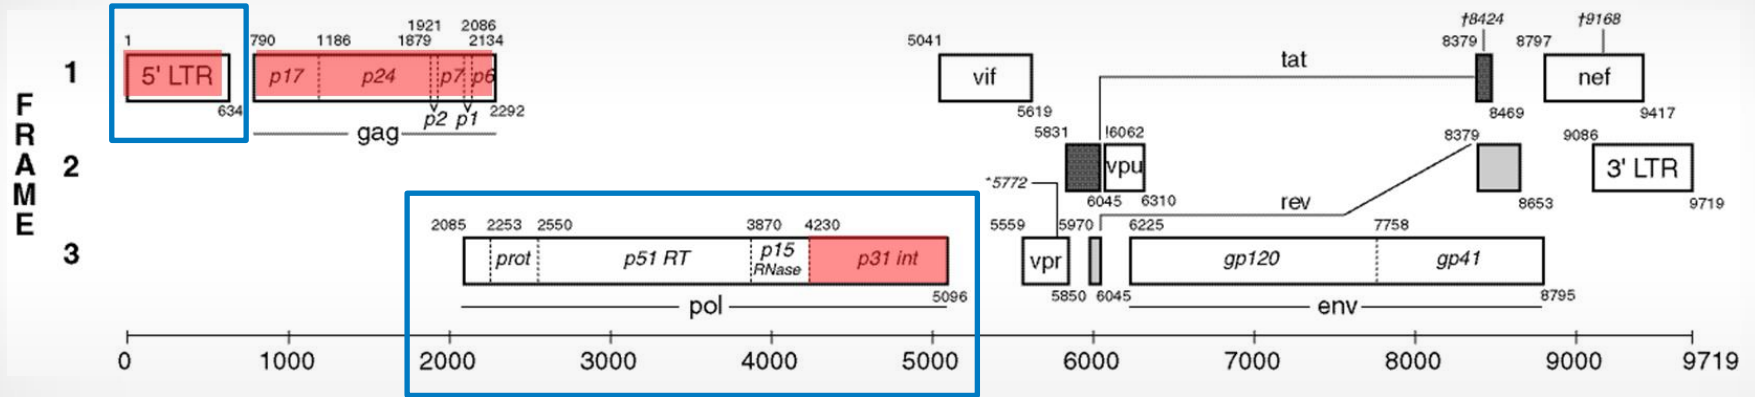 FRAME
1
2
3
1
5' LTR
634
790 1186 1879 1921 2086 2134
p17 p24 p7 p6
p2 p1 2292
gag
5041
vif
5619
tat
†8424
8379
8469
8797
†9168
nef
9417
5831
!6062
vpu
6045 6310
8379
8653
9086
3' LTR
9719
*5772
rev
2085 2253 2550 3870 4230
prot p51 RT p15 RNase p31 int
5096
pol
5559
vpr
5850
5970
6045
6225 7758
gp120 gp41
8795
env
0 1000 2000 3000 4000 5000 6000 7000 8000 9000 9719